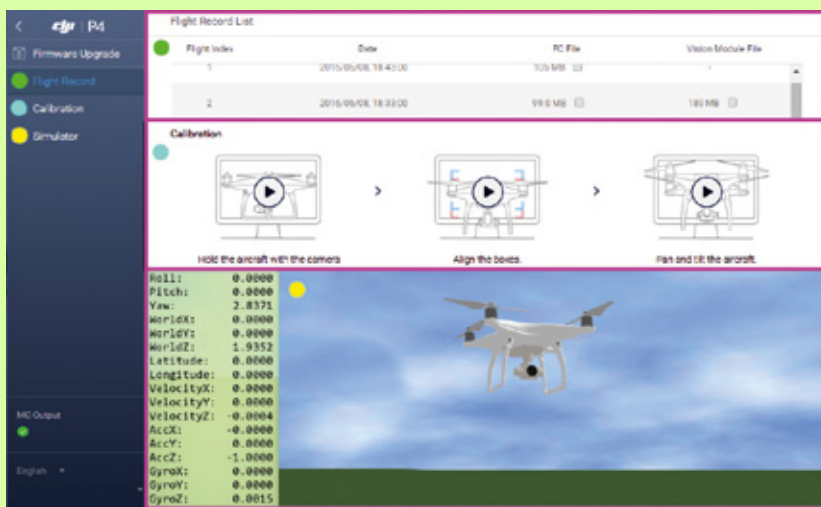 dji P4
Firmware Upgrade
Flight Record
Calibration
Simulator
MC Output
English
Flight Record List
Flight Index Date FC File Vision Module File
1 2016/06/08, 18:43:00 105 MB -
2 2016/06/08, 18:33:00 99.6 MB 189 MB
Calibration
> >
Hold the aircraft with the camera Align the boxes. Pan and tilt the aircraft.
Roll: 0.0000
Pitch: 0.0000
Yaw: 2.8371
WorldX: 0.0000
WorldY: 0.0000
WorldZ: 1.9352
Latitude: 0.0000
Longitude: 0.0000
VelocityX: 0.0000
VelocityY: 0.0000
VelocityZ: -0.0004
AccX: -0.0000
AccY: 0.0000
AccZ: -1.0000
GyroX: 0.0000
GyroY: 0.0000
GyroZ: 0.0015